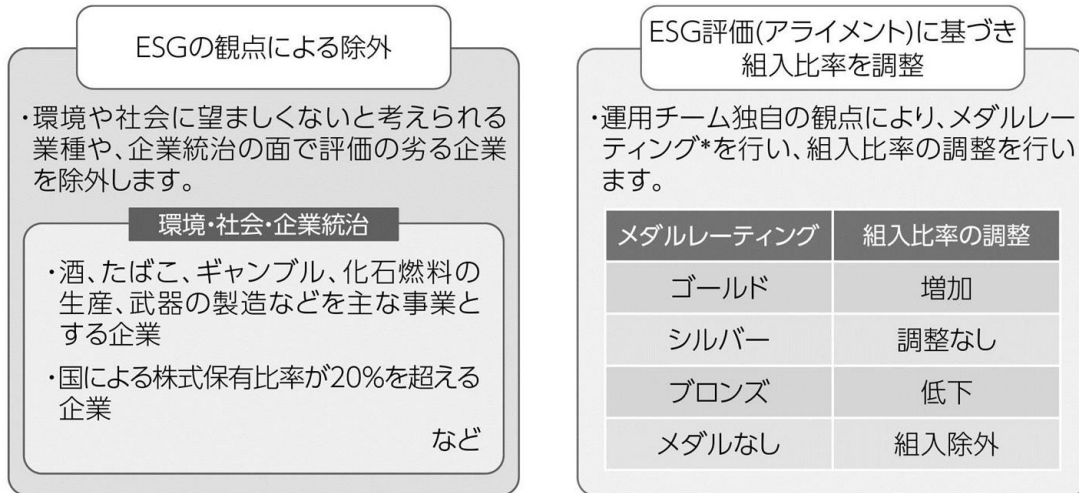 ESGの観点による除外
・環境や社会に望ましくないと考えられる
業種や、企業統治の面で評価の劣る企業
を除外します。
環境・社会・企業統治
・酒、たばこ、ギャンブル、化石燃料の
生産、武器の製造などを主な事業と
する企業
・国による株式保有比率が20%を超える
企業
など
ESG評価(アライメント)に基づき
組入比率を調整
・運用チーム独自の観点により、メダルレー
ティング*を行い、組入比率の調整を行い
ます。
メダルレーティング 組入比率の調整
ゴールド 増加
シルバー 調整なし
ブロンズ 低下
メダルなし 組入除外